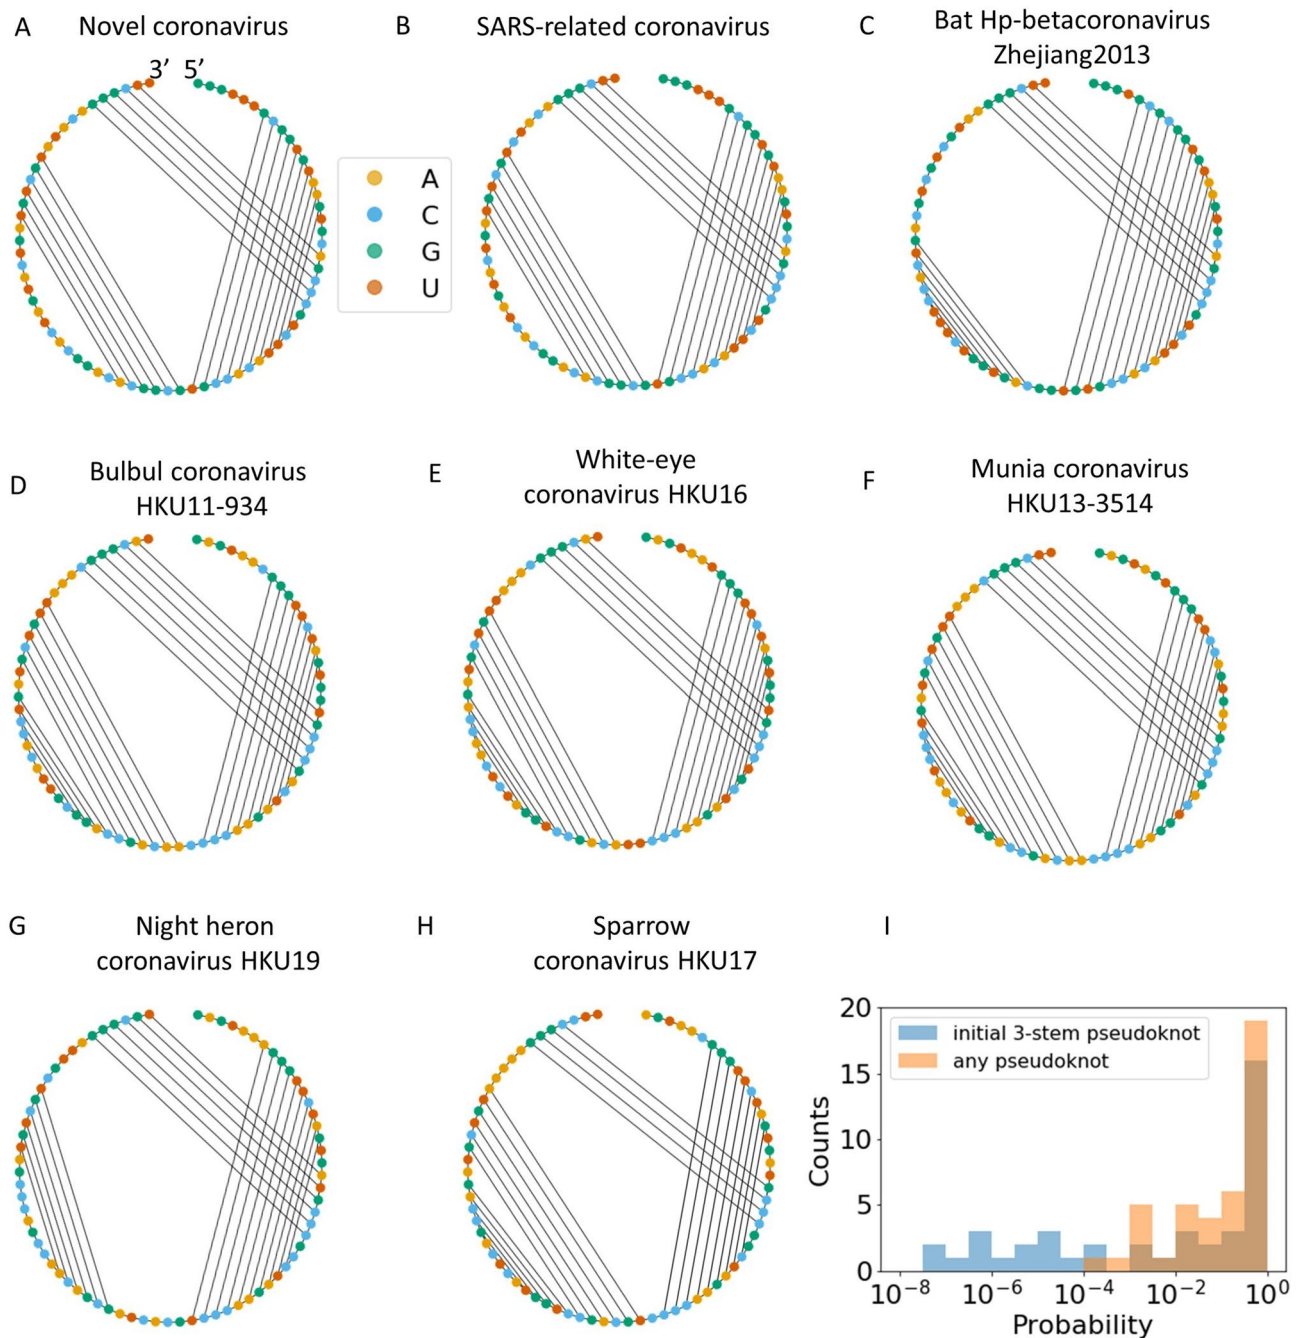 A
Novel coronavirus
3’ 5’
B
SARS-related coronavirus
C
Bat Hp-betacoronavirus
Zhejiang2013
A
C
G
U
D
Bulbul coronavirus
HKU11-934
E
White-eye
coronavirus HKU16
F
Munia coronavirus
HKU13-3514
G
Night heron
coronavirus HKU19
H
Sparrow
coronavirus HKU17
I
initial 3-stem pseudoknot
any pseudoknot
Counts
20
15
10
5
0
10⁻⁸ 10⁻⁶ 10⁻⁴ 10⁻² 10⁰
Probability